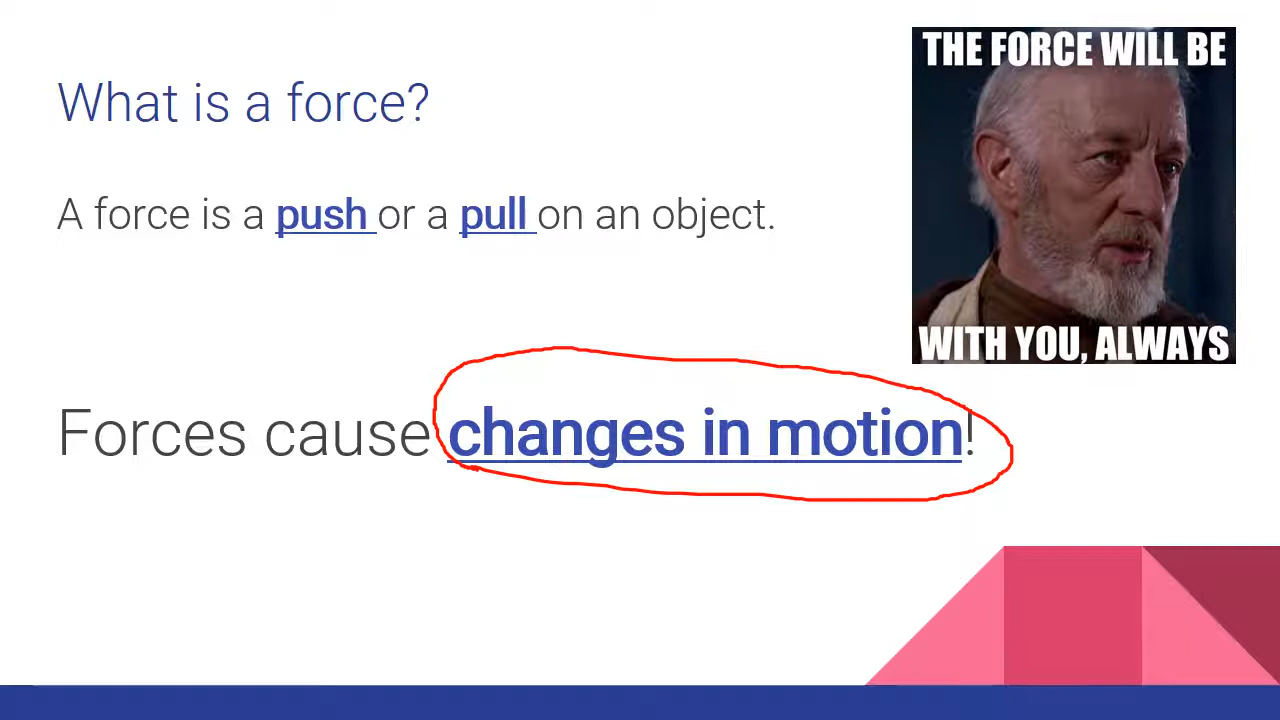 What is a force?
A force is a push or a pull on an object.
Forces cause changes in motion!
THE FORCE WILL BE
WITH YOU, ALWAYS